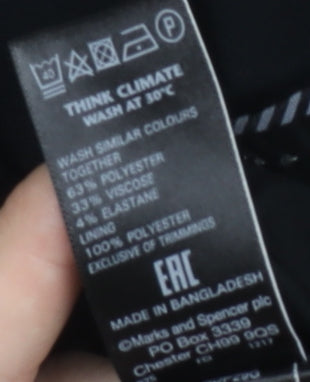 40 P
THINK CLIMATE
WASH AT 30°C
WASH SIMILAR COLOURS
TOGETHER
63% POLYESTER
33% VISCOSE
4% ELASTANE
LINING
100% POLYESTER
EXCLUSIVE OF TRIMMINGS
EAC
MADE IN BANGLADESH
©Marks and Spencer plc
PO Box 3339
Chester CH99 9QS